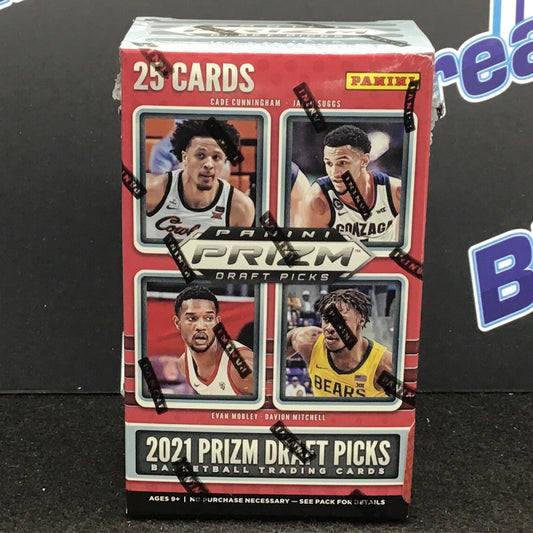 25 CARDS
PANINI
CADE CUNNINGHAM · JALEN SUGGS
GONZAGA
PANINI
PRIZM
DRAFT PICKS
BEARS
EVAN MOBLEY · DAVION MITCHELL
2021 PRIZM DRAFT PICKS
BASKETBALL TRADING CARDS
AGES 9+ | NO PURCHASE NECESSARY — SEE PACK FOR DETAILS